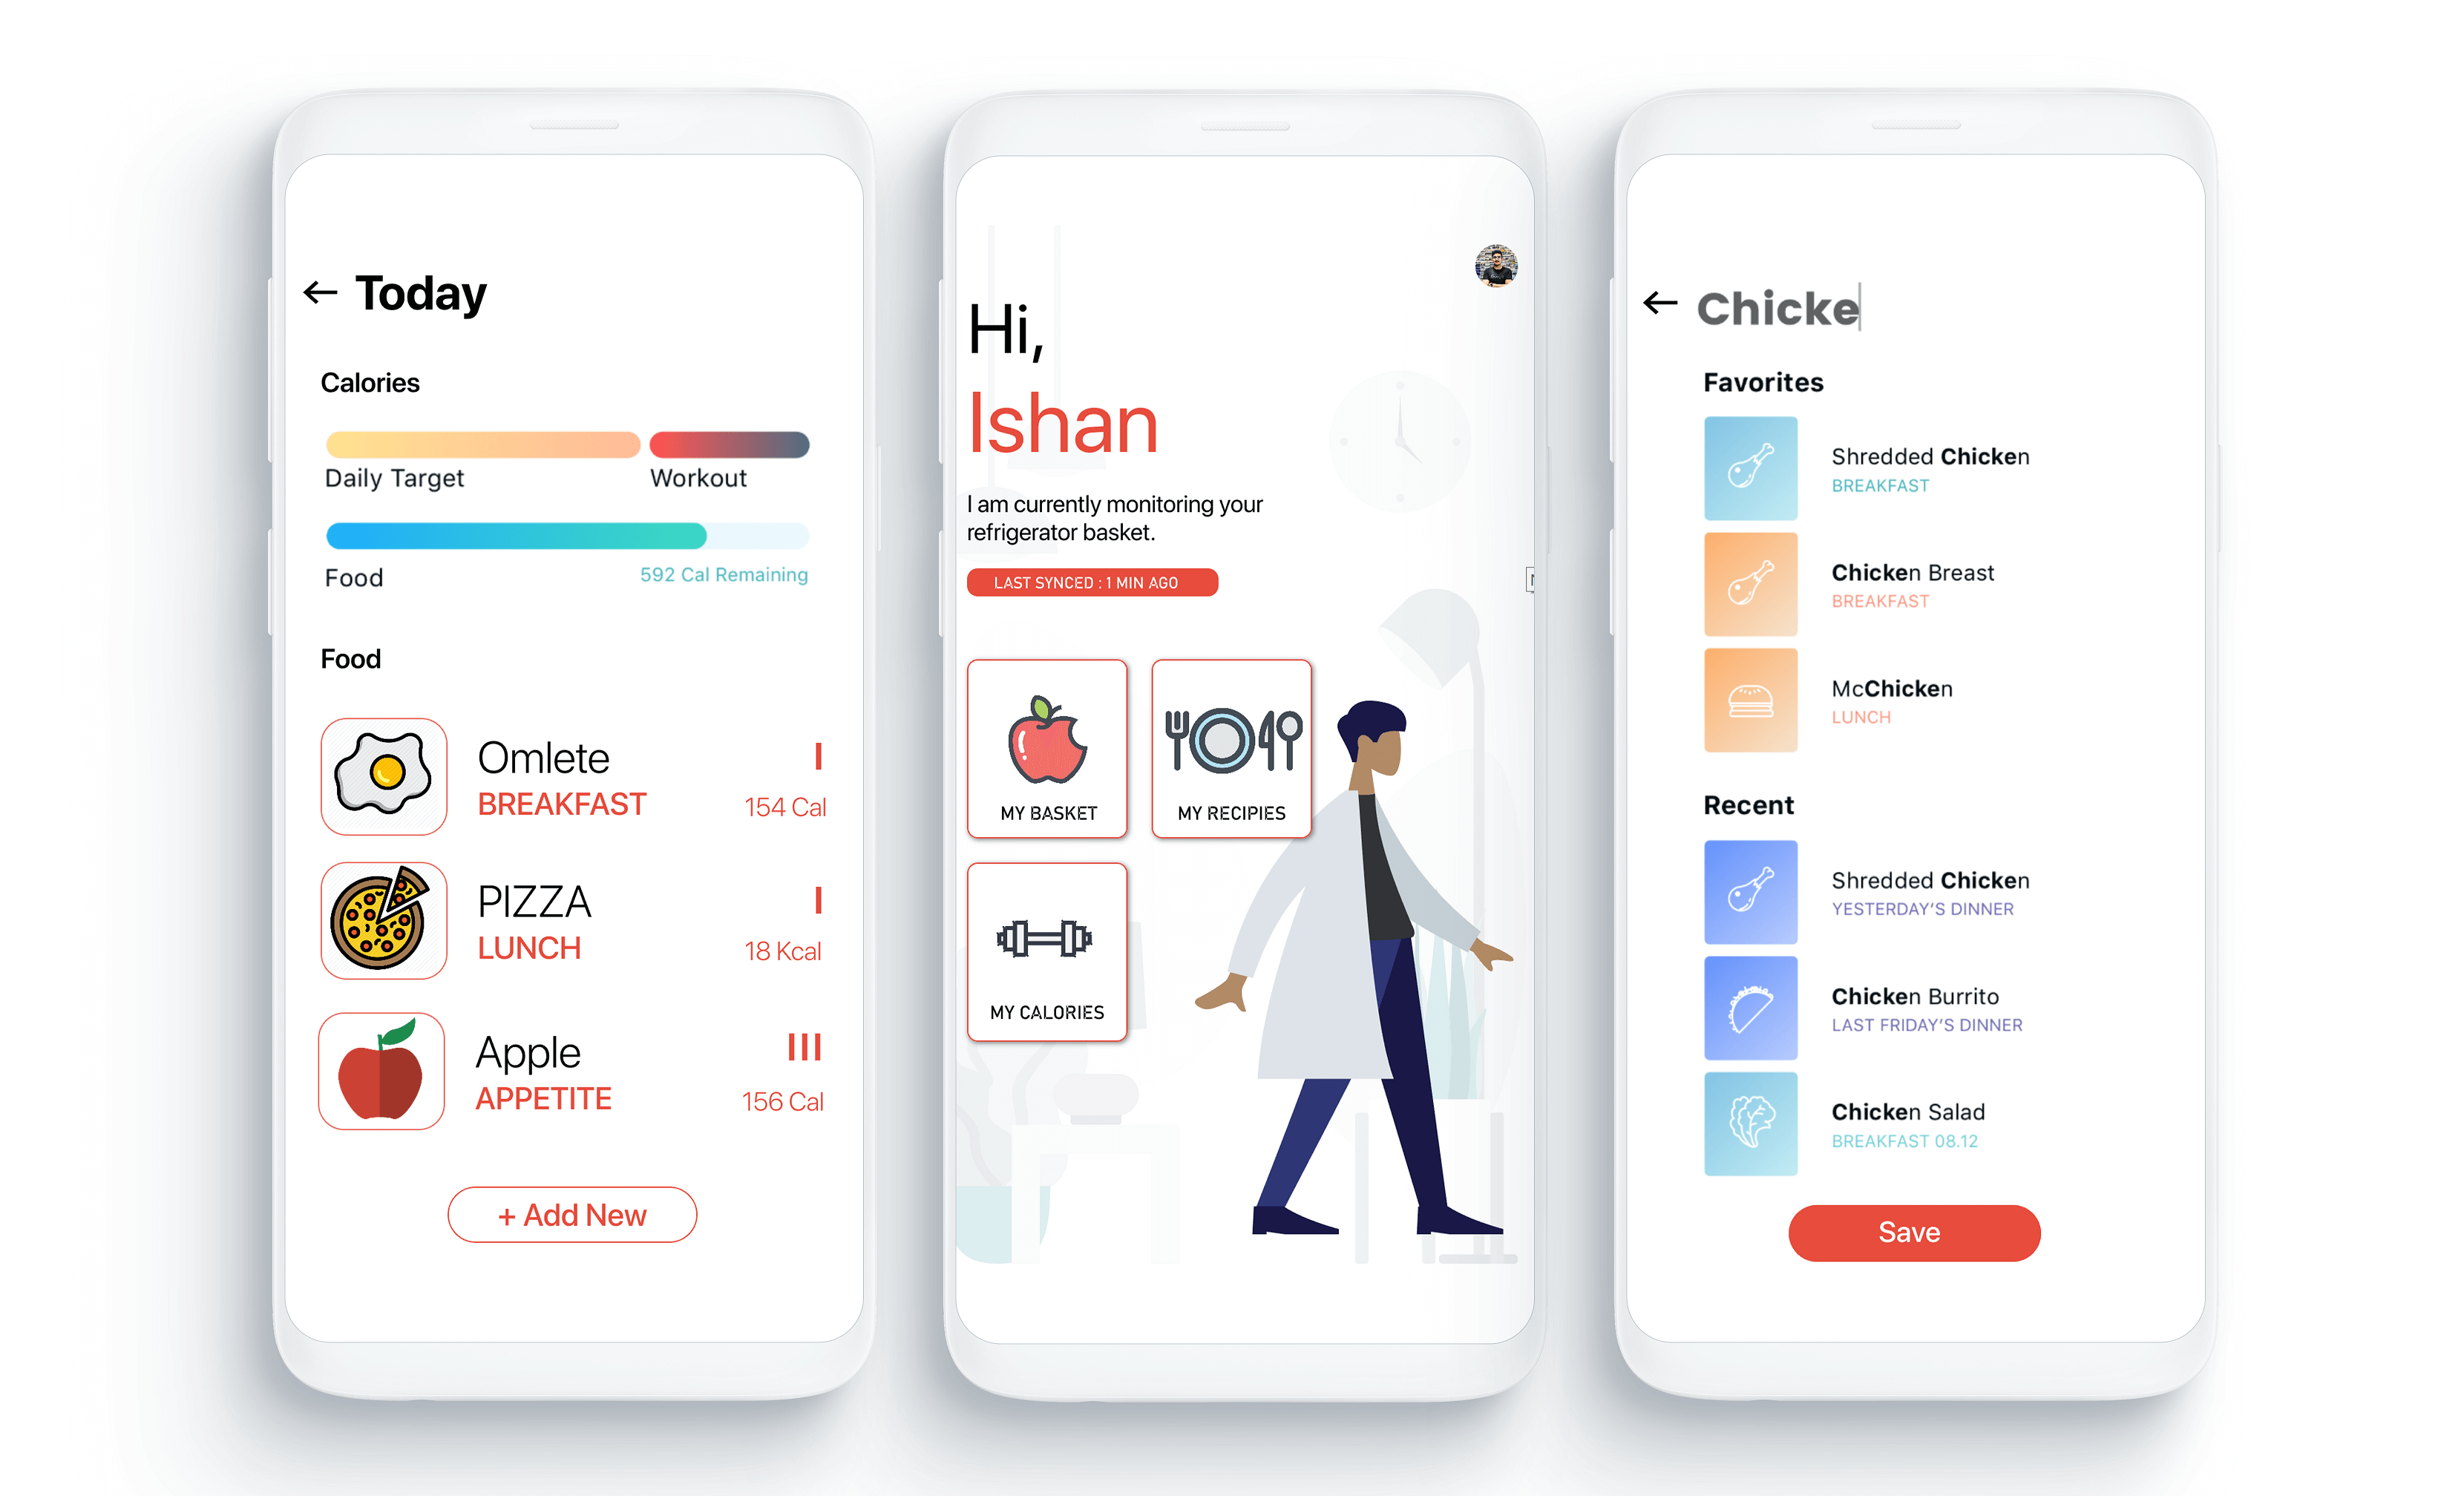 Today
Calories
Daily Target
Workout
Food
592 Cal Remaining
Food
Omlete
BREAKFAST
154 Cal
PIZZA
LUNCH
18 Kcal
Apple
APPETITE
156 Cal
+ Add New
Hi,
Ishan
I am currently monitoring your
refrigerator basket.
LAST SYNCED : 1 MIN AGO
MY BASKET
MY RECIPIES
MY CALORIES
Chicke
Favorites
Shredded Chicken
BREAKFAST
Chicken Breast
BREAKFAST
McChicken
LUNCH
Recent
Shredded Chicken
YESTERDAY'S DINNER
Chicken Burrito
LAST FRIDAY'S DINNER
Chicken Salad
BREAKFAST 08.12
Save